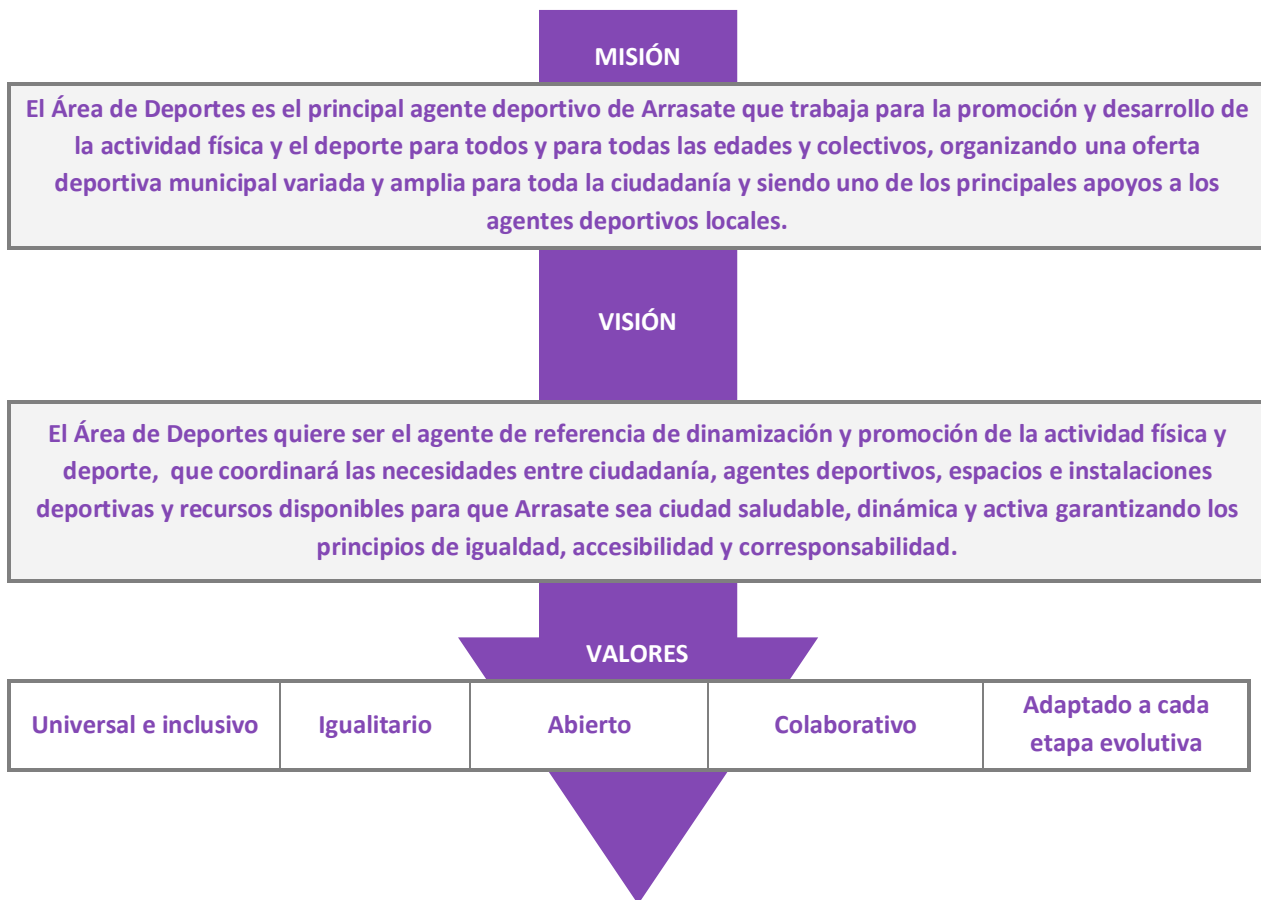 MISIÓN
El Área de Deportes es el principal agente deportivo de Arrasate que trabaja para la promoción y desarrollo de
la actividad física y el deporte para todos y para todas las edades y colectivos, organizando una oferta
deportiva municipal variada y amplia para toda la ciudadanía y siendo uno de los principales apoyos a los
agentes deportivos locales.
VISIÓN
El Área de Deportes quiere ser el agente de referencia de dinamización y promoción de la actividad física y
deporte, que coordinará las necesidades entre ciudadanía, agentes deportivos, espacios e instalaciones
deportivas y recursos disponibles para que Arrasate sea ciudad saludable, dinámica y activa garantizando los
principios de igualdad, accesibilidad y corresponsabilidad.
VALORES
Universal e inclusivo
Igualitario
Abierto
Colaborativo
Adaptado a cada
etapa evolutiva